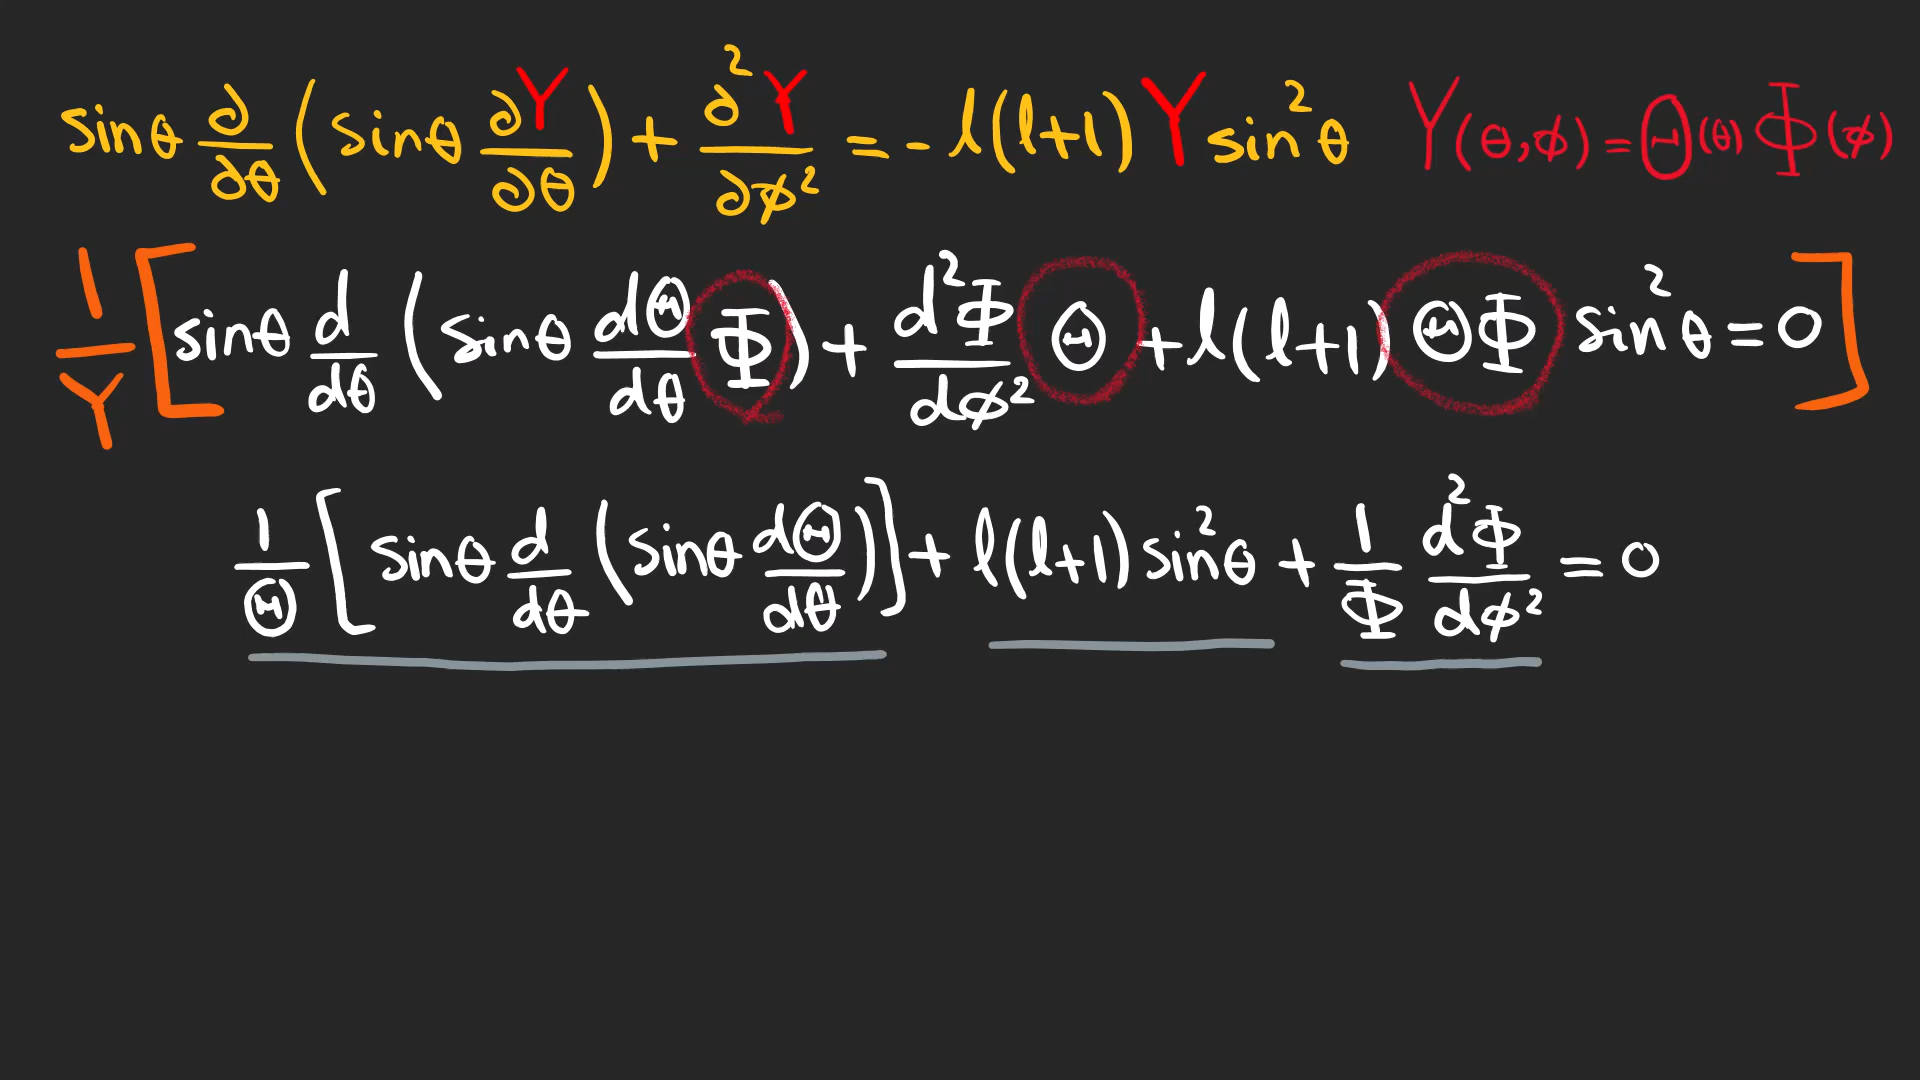 sinθ ∂/∂θ (sinθ ∂Y/∂θ) + ∂²Y/∂ϕ² = -l(l+1) Y sin²θ Y(θ,ϕ) = Θ(θ) Φ(ϕ)
1/Y [sinθ d/dθ (sinθ dΘ/dθ Φ) + d²Φ/dϕ² Θ + l(l+1) ΘΦ sin²θ = 0]
1/Θ [sinθ d/dθ (sinθ dΘ/dθ)] + l(l+1) sin²θ + 1/Φ d²Φ/dϕ² = 0